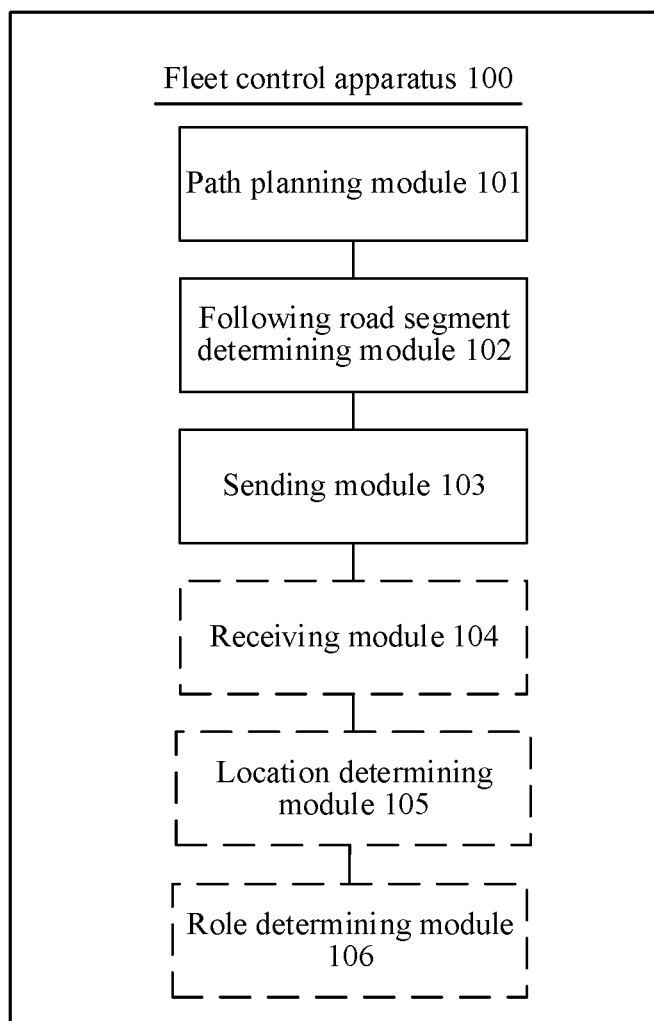 Fleet control apparatus 100
Path planning module 101
Following road segment
determining module 102
Sending module 103
Receiving module 104
Location determining
module 105
Role determining module
106